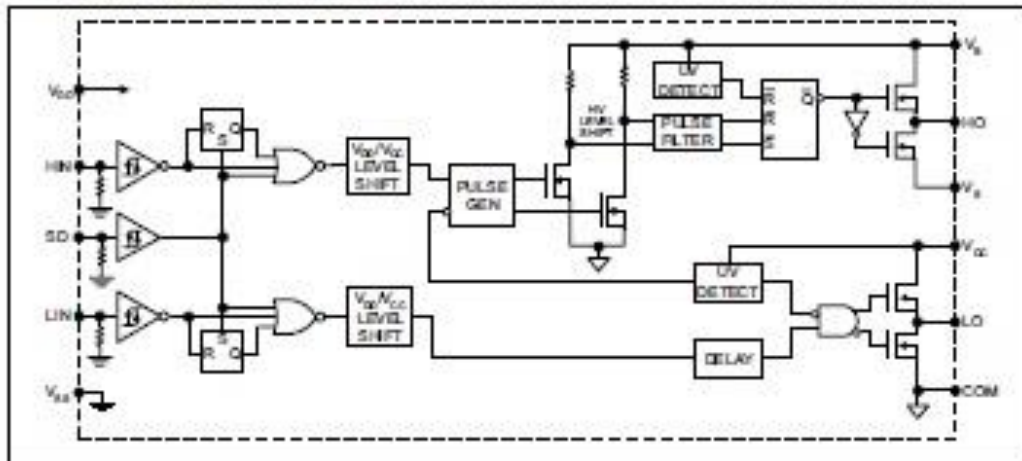 VDD
HIN
SD
LIN
VSS
R Q
S
VDD/VCC
LEVEL
SHIFT
PULSE
GEN
HV
LEVEL
SHIFT
UV
DETECT
PULSE
FILTER
R
R
S
Q
VB
HO
VS
VCC
UV
DETECT
LO
COM
S
R Q
VDD/VCC
LEVEL
SHIFT
DELAY